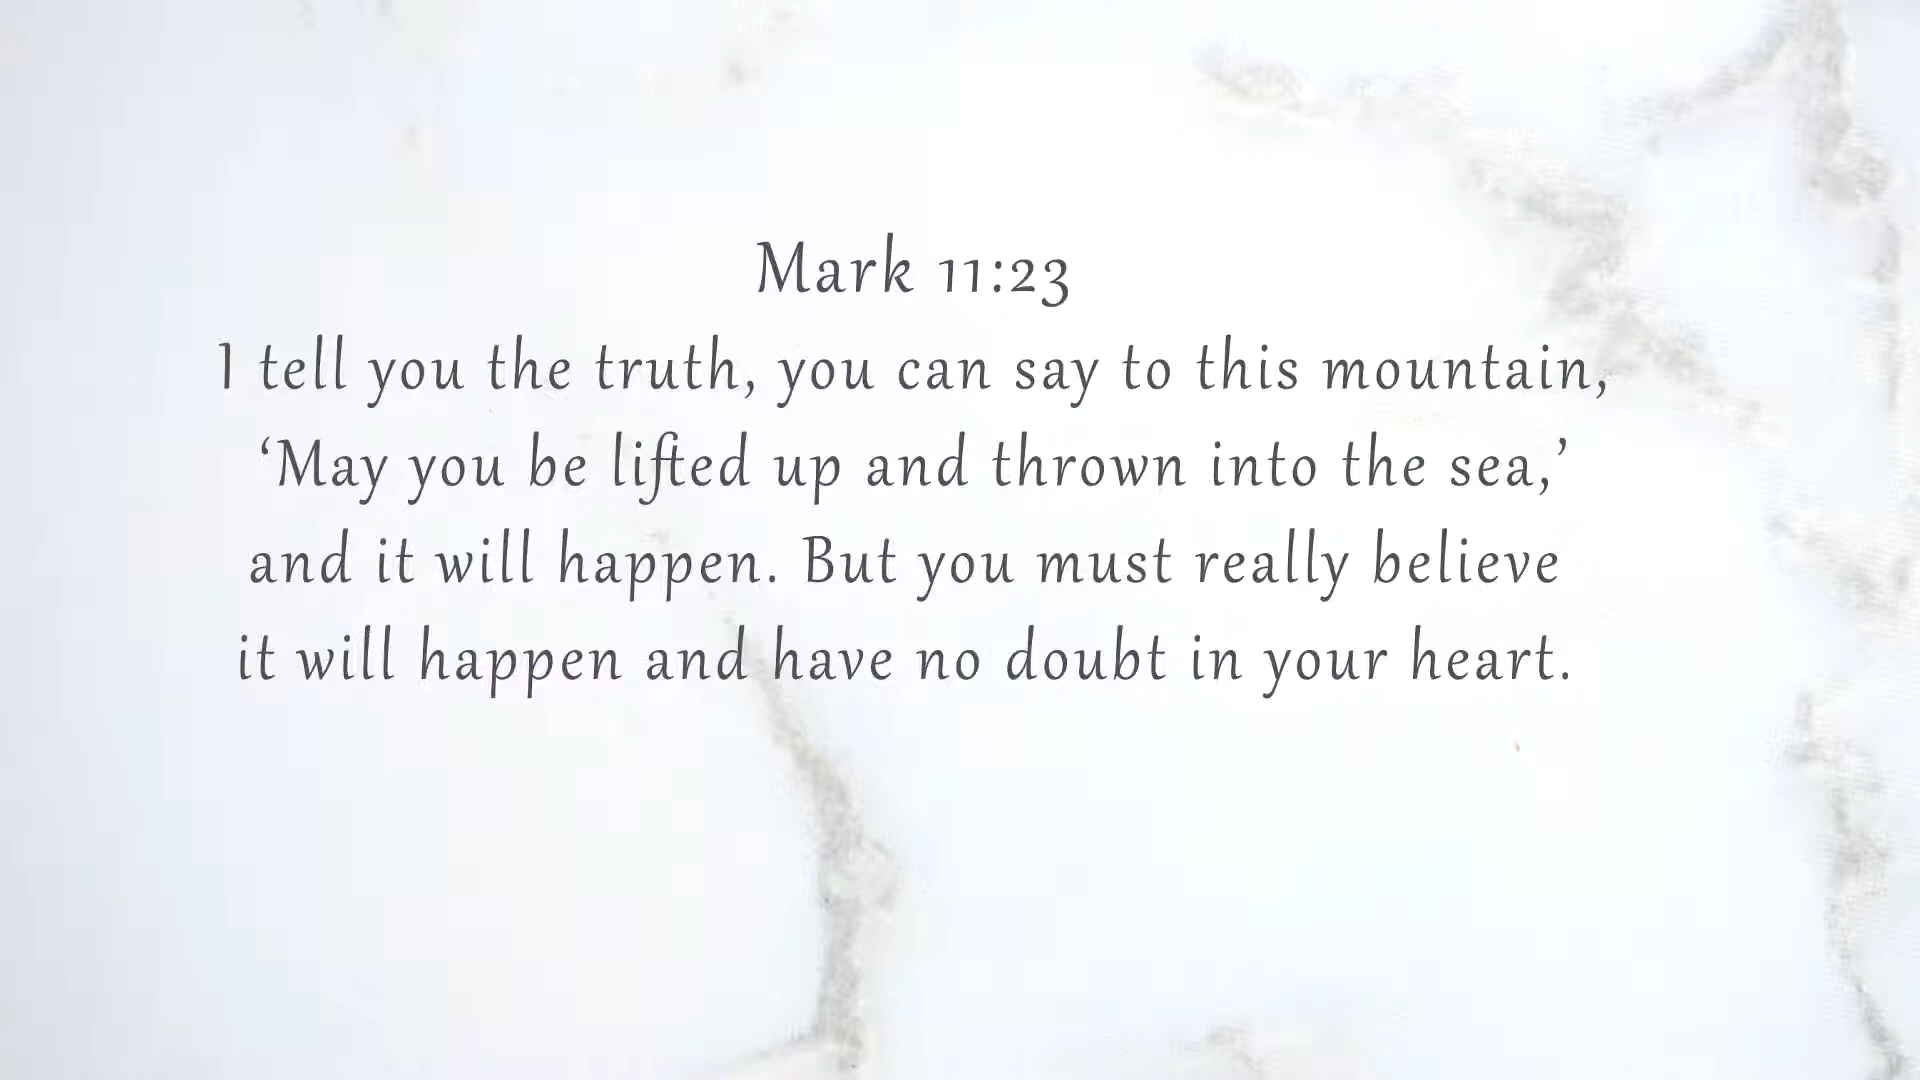 Mark 11:23
I tell you the truth, you can say to this mountain,
‘May you be lifted up and thrown into the sea,’
and it will happen. But you must really believe
it will happen and have no doubt in your heart.